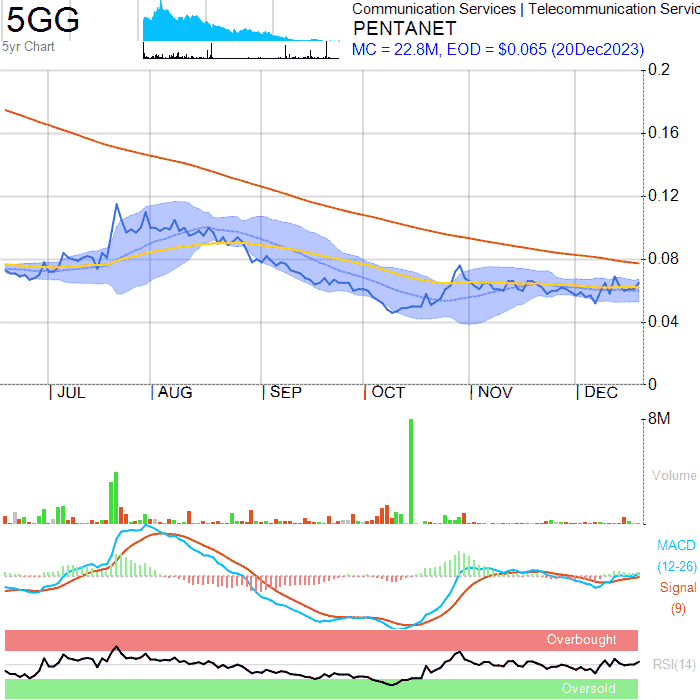 5GG
5yr Chart
Communication Services | Telecommunication Servic
PENTANET
MC = 22.8M, EOD = $0.065 (20Dec2023)
0.2
0.16
0.12
0.08
0.04
0
JUL AUG SEP OCT NOV DEC
8M
Volume
MACD
(12-26)
Signal
(9)
Overbought
RSI(14)
Oversold